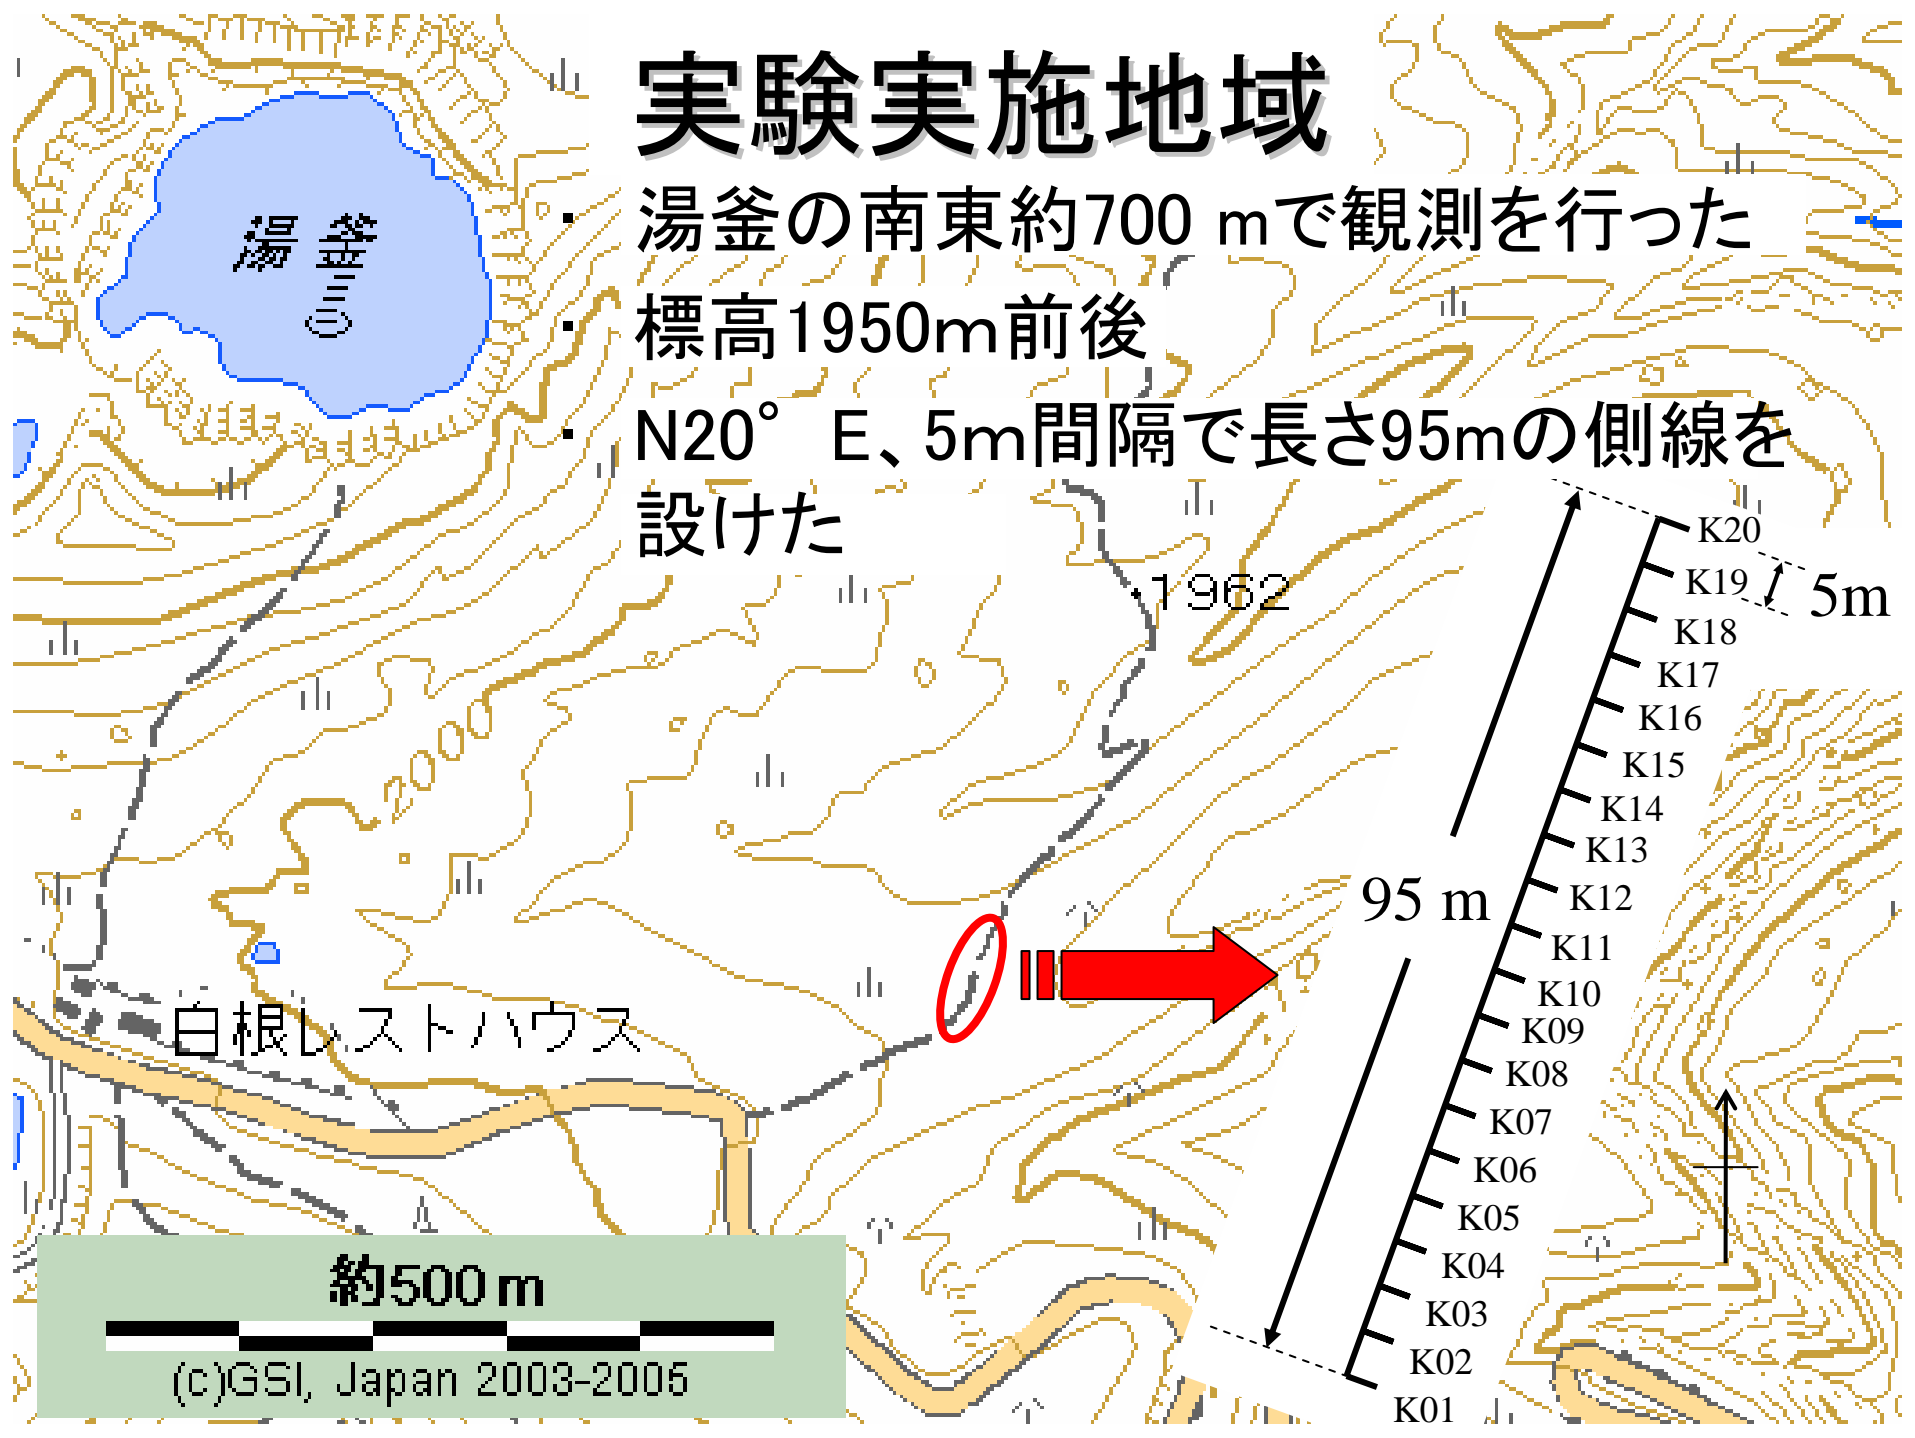 実験実施地域
・ 湯釜の南東約700 mで観測を行った
・ 標高1950m前後
・ N20° E、5m間隔で長さ95mの側線を
設けた
湯釜
1962
2000
白根レストハウス
K20
K19
5m
K18
K17
K16
K15
K14
K13
K12
95 m
K11
K10
K09
K08
K07
K06
K05
K04
K03
K02
K01
約500m
(c)GSI, Japan 2003-2005